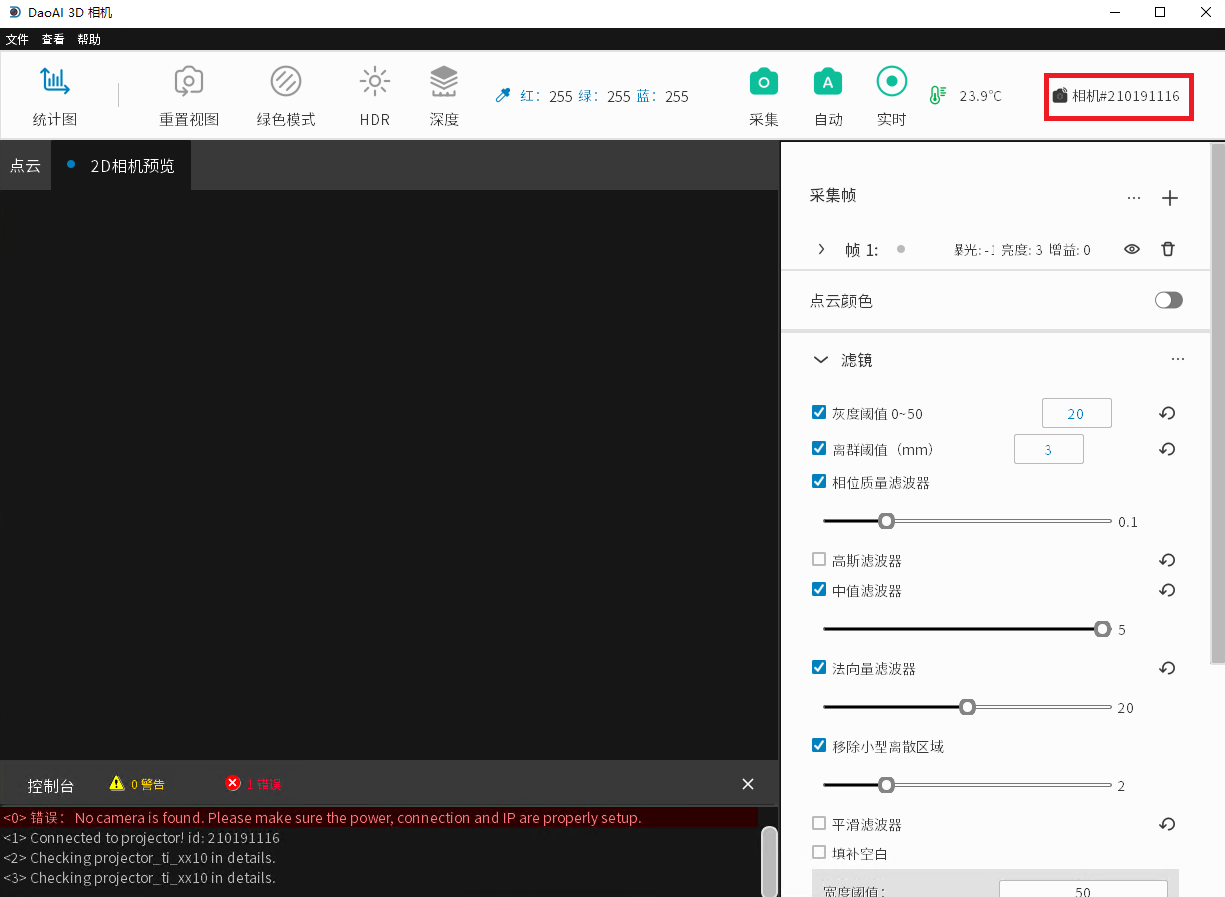 DaoAI 3D 相机
文件 查看 帮助
统计图 重置视图 绿色模式 HDR 深度 红: 255 绿: 255 蓝: 255 采集 自动 实时 23.9°C 相机#210191116
点云 2D相机预览
采集帧 ... +
帧 1: 曝光: -1 亮度: 3 增益: 0
点云颜色
滤镜 ...
灰度阈值 0~50 20
离群阈值（mm） 3
相位质量滤波器
0.1
高斯滤波器
中值滤波器
5
法向量滤波器
20
移除小型离散区域
2
平滑滤波器
填补空白
宽度阈值: 50
控制台 0 警告 1 错误
<0> 错误： No camera is found. Please make sure the power, connection and IP are properly setup.
<1> Connected to projector! id: 210191116
<2> Checking projector_ti_xx10 in details.
<3> Checking projector_ti_xx10 in details.